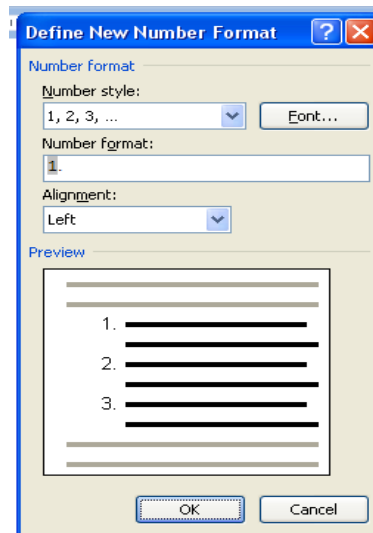 Define New Number Format
Number format
Number style:
1, 2, 3, ... Font...
Number format:
1.
Alignment:
Left
Preview
1.
2.
3.
OK Cancel